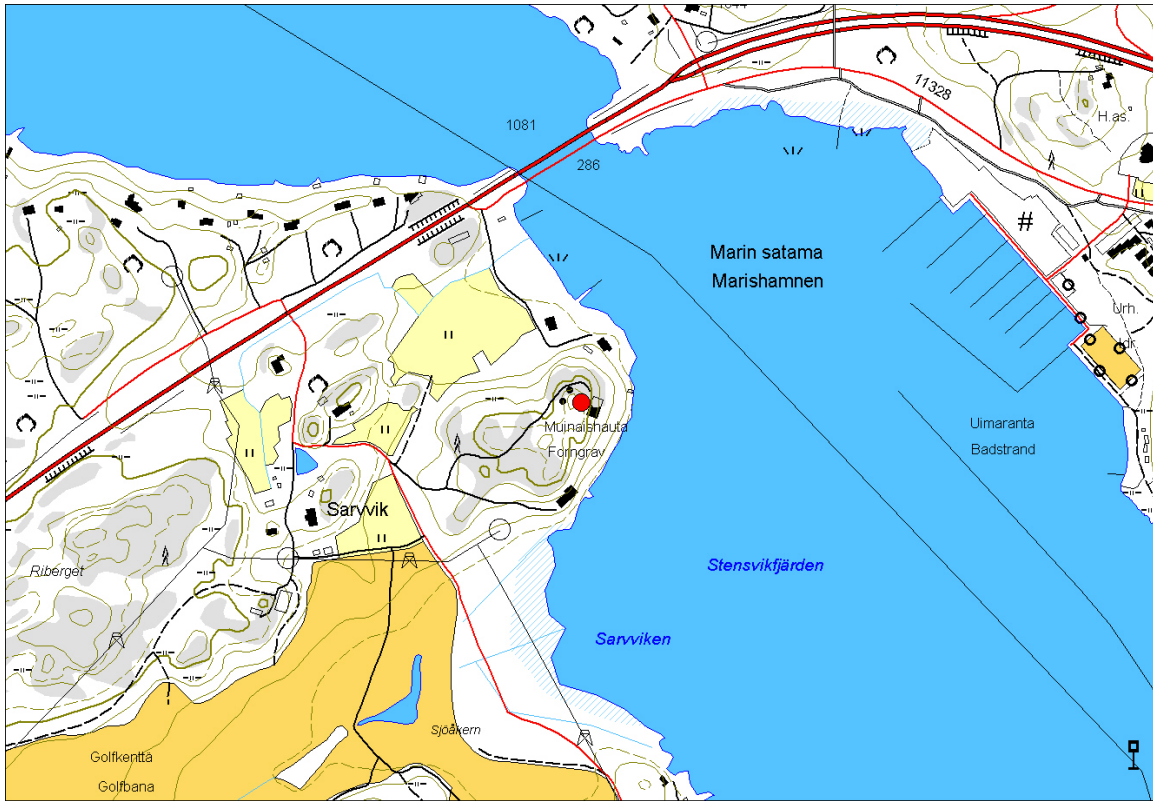 11328
H.as.
1081
286
Marin satama
Marishamnen
#
Urh.
Idr.
Uimaranta
Badstrand
Muinaishauta
Forngrav
Sarvvik
Riberget
Stensvikfjärden
Sarvviken
Sjöåkern
Golfkenttä
Golfbana